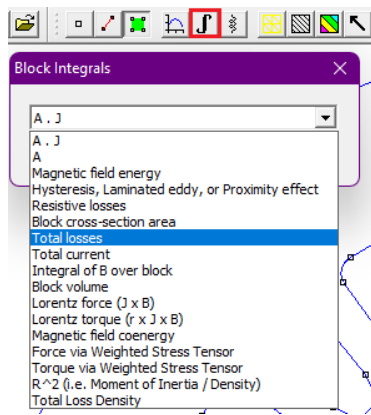 Block Integrals
A . J
A . J
A
Magnetic field energy
Hysteresis, Laminated eddy, or Proximity effect
Resistive losses
Block cross-section area
Total losses
Total current
Integral of B over block
Block volume
Lorentz force (J x B)
Lorentz torque (r x J x B)
Magnetic field coenergy
Force via Weighted Stress Tensor
Torque via Weighted Stress Tensor
R^2 (i.e. Moment of Inertia / Density)
Total Loss Density